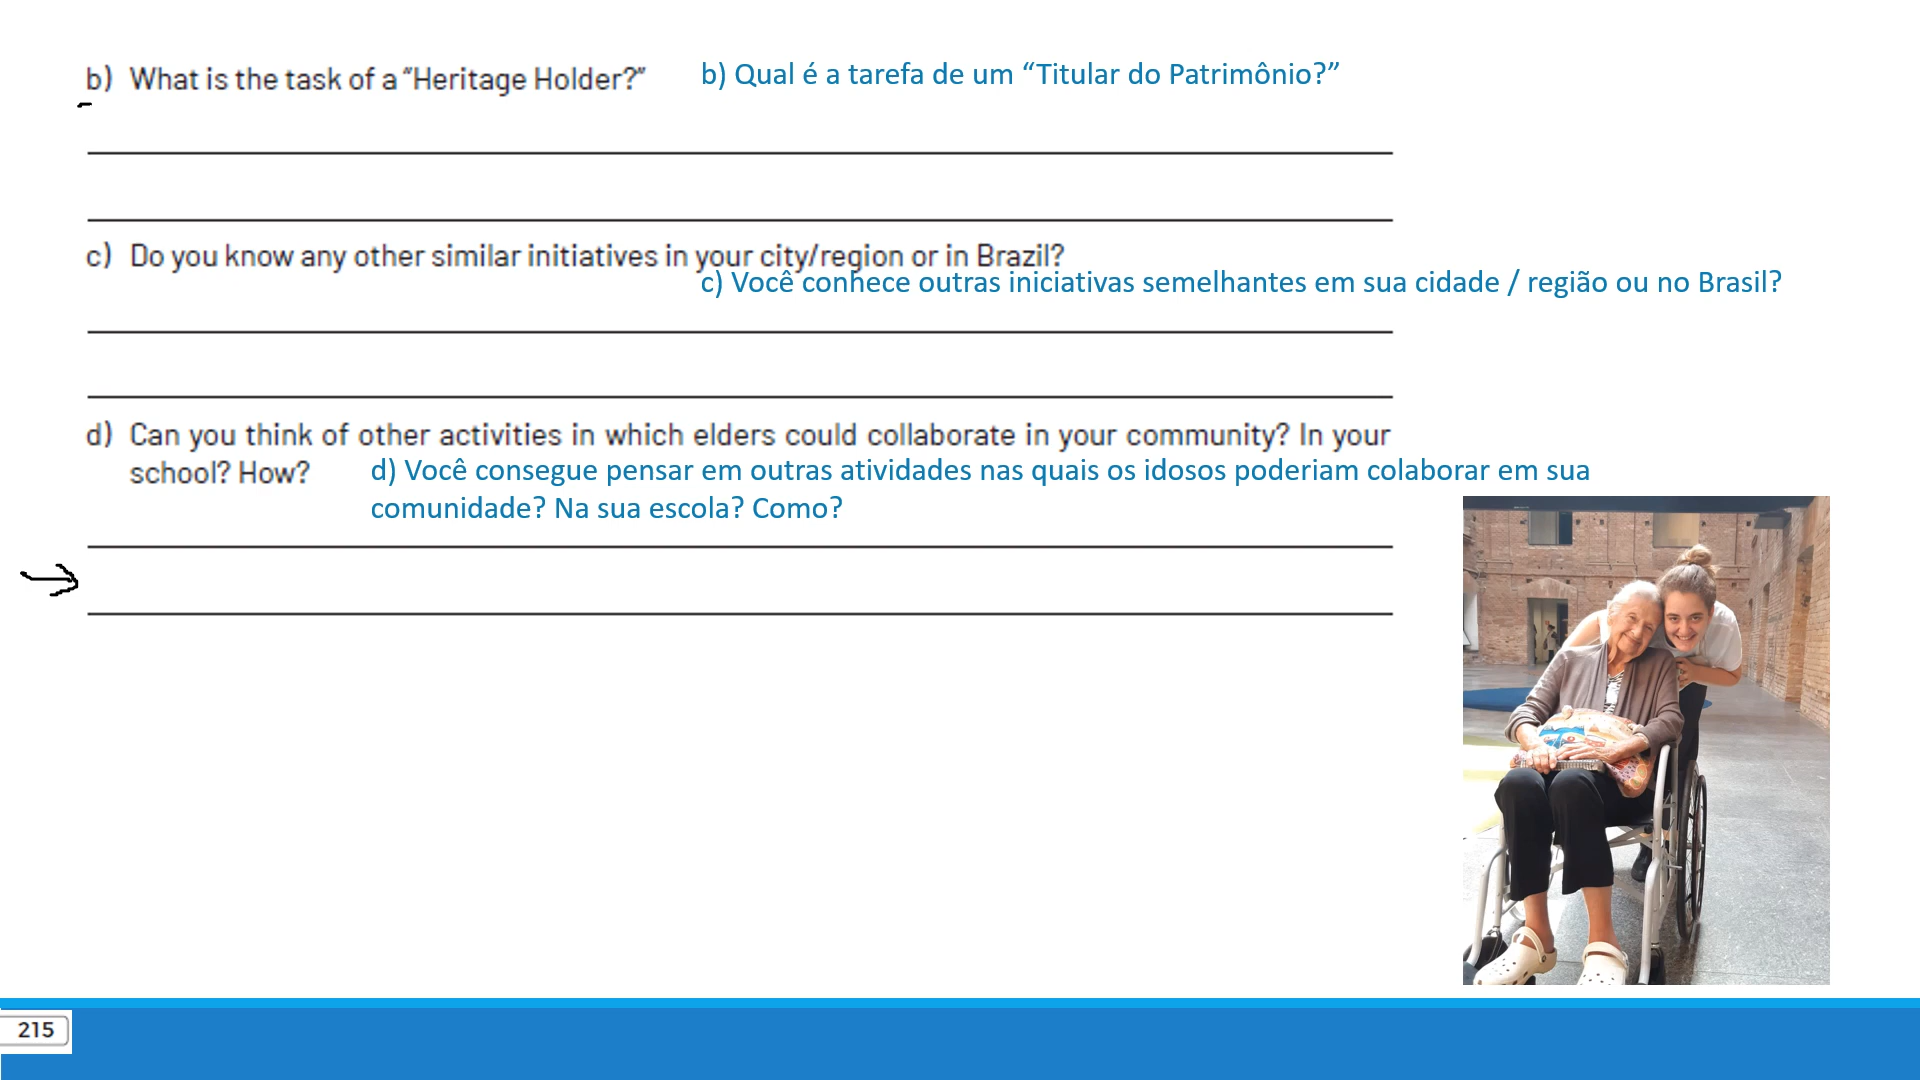 b) What is the task of a “Heritage Holder?”
b) Qual é a tarefa de um “Titular do Patrimônio?”
c) Do you know any other similar initiatives in your city/region or in Brazil?
c) Você conhece outras iniciativas semelhantes em sua cidade / região ou no Brasil?
d) Can you think of other activities in which elders could collaborate in your community? In your
school? How?
d) Você consegue pensar em outras atividades nas quais os idosos poderiam colaborar em sua
comunidade? Na sua escola? Como?
215